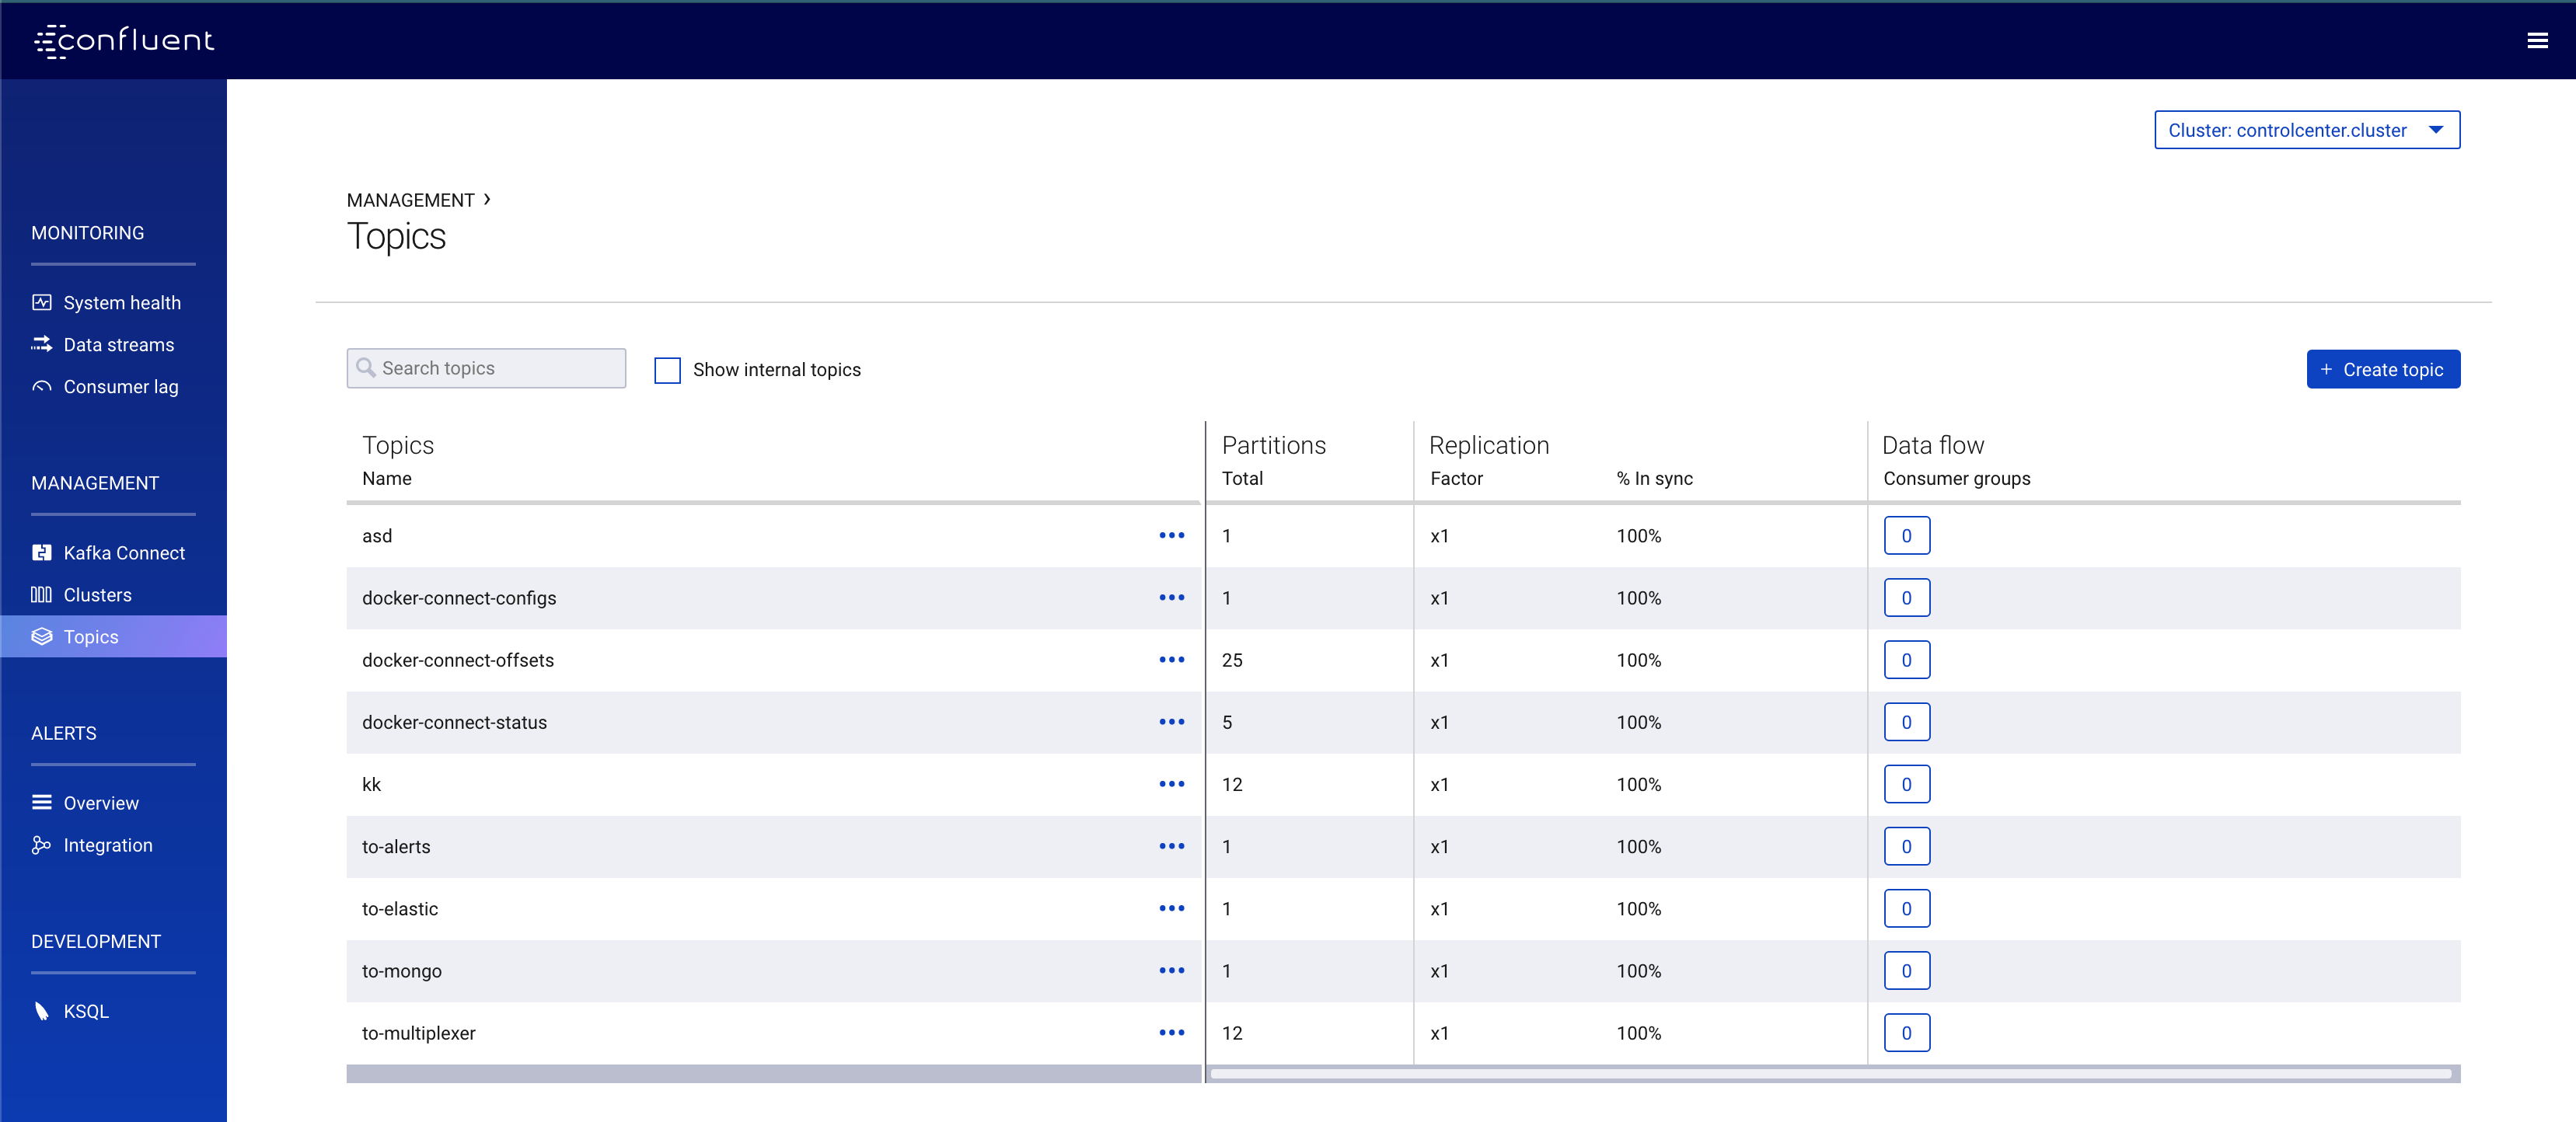 confluent
Cluster: controlcenter.cluster
MONITORING
System health
Data streams
Consumer lag
MANAGEMENT
Kafka Connect
Clusters
Topics
ALERTS
Overview
Integration
DEVELOPMENT
KSQL
MANAGEMENT ›
Topics
Search topics
Show internal topics
+ Create topic
Topics Partitions Replication Data flow
Name Total Factor % In sync Consumer groups
asd ••• 1 x1 100% 0
docker-connect-configs ••• 1 x1 100% 0
docker-connect-offsets ••• 25 x1 100% 0
docker-connect-status ••• 5 x1 100% 0
kk ••• 12 x1 100% 0
to-alerts ••• 1 x1 100% 0
to-elastic ••• 1 x1 100% 0
to-mongo ••• 1 x1 100% 0
to-multiplexer ••• 12 x1 100% 0